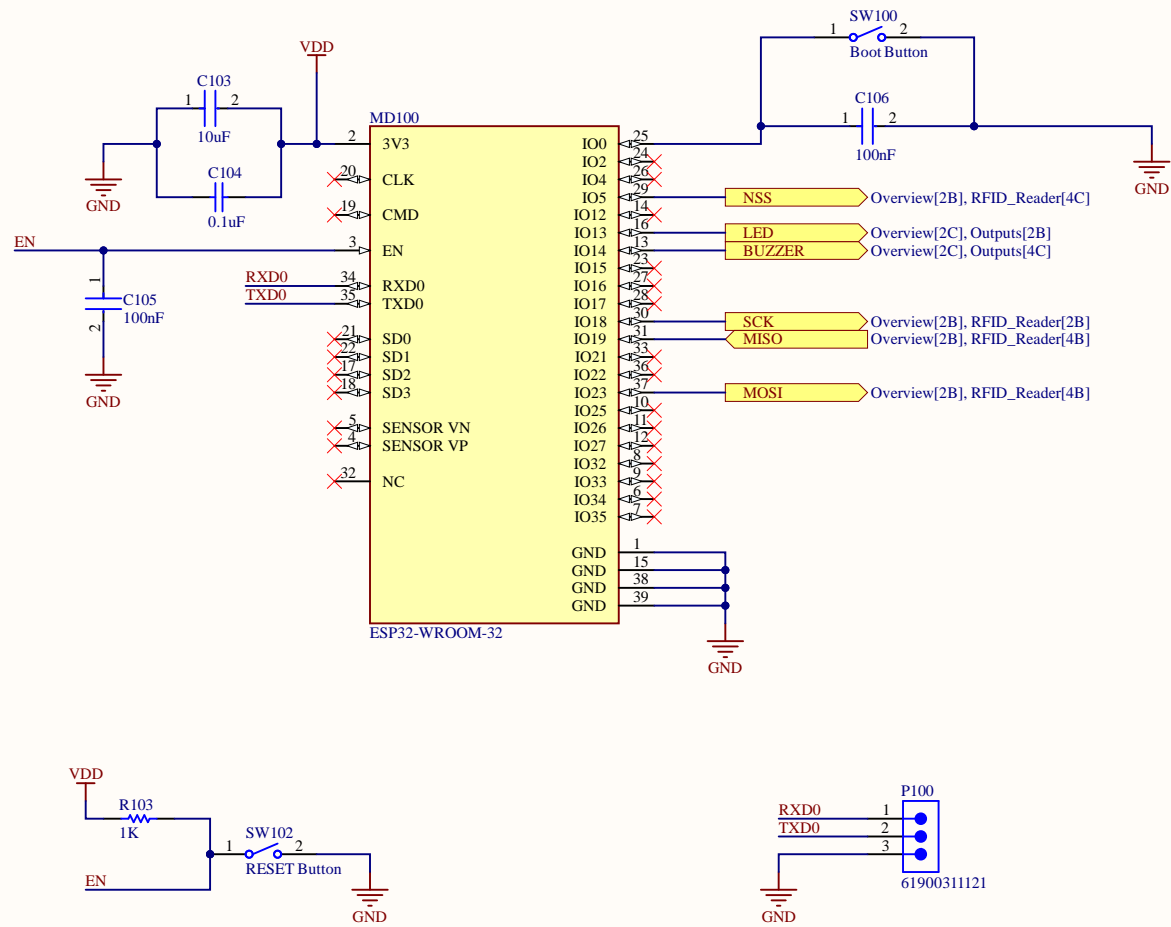 SW100
1 2
Boot Button
VDD
C103
1 2
10uF
C104
0.1uF
GND
C106
1 2
100nF
GND
MD100
2 3V3
20 CLK
19 CMD
EN
3 EN
RXD0 34 RXD0
TXD0 35 TXD0
21 SD0
22 SD1
17 SD2
18 SD3
5 SENSOR VN
4 SENSOR VP
32 NC
1
C105
100nF
2
GND
IO0 25
IO2 24
IO4 26
IO5 29 NSS Overview[2B], RFID_Reader[4C]
IO12 14
IO13 16 LED Overview[2C], Outputs[2B]
IO14 13 BUZZER Overview[2C], Outputs[4C]
IO15 23
IO16 27
IO17 28
IO18 30 SCK Overview[2B], RFID_Reader[2B]
IO19 31 MISO Overview[2B], RFID_Reader[4B]
IO21 33
IO22 36
IO23 37 MOSI Overview[2B], RFID_Reader[4B]
IO25 10
IO26 11
IO27 12
IO32 8
IO33 9
IO34 6
IO35 7
GND 1
GND 15
GND 38
GND 39
ESP32-WROOM-32
GND
VDD
R103
1K
SW102
1 2
RESET Button
EN
GND
P100
RXD0 1
TXD0 2
3
61900311121
GND